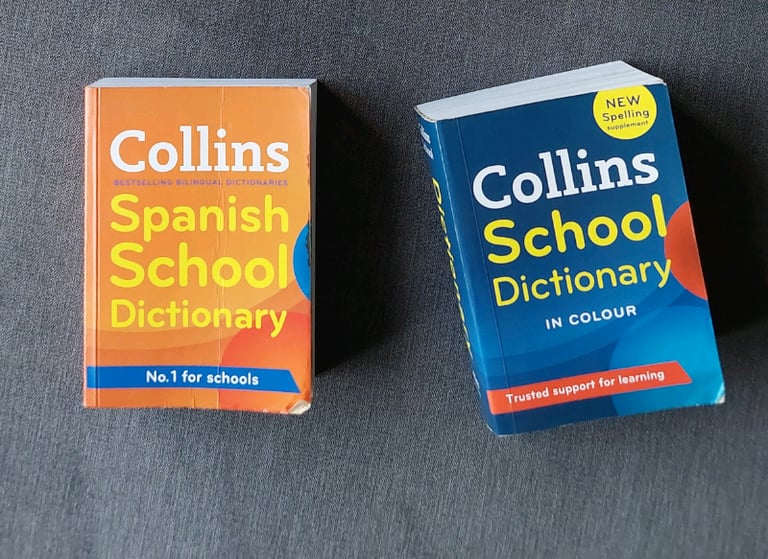 Collins
BESTSELLING BILINGUAL DICTIONARIES
Spanish
School
Dictionary
No.1 for schools
NEW
Spelling
supplement
Collins
School
Dictionary
IN COLOUR
Trusted support for learning